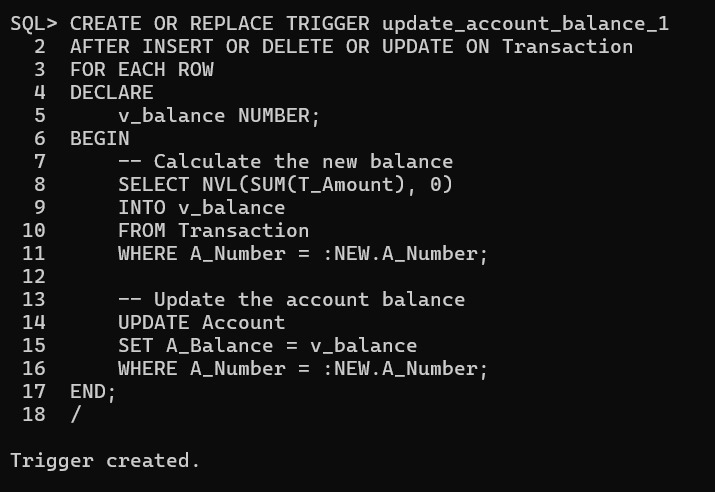 SQL> CREATE OR REPLACE TRIGGER update_account_balance_1
  2  AFTER INSERT OR DELETE OR UPDATE ON Transaction
  3  FOR EACH ROW
  4  DECLARE
  5      v_balance NUMBER;
  6  BEGIN
  7      -- Calculate the new balance
  8      SELECT NVL(SUM(T_Amount), 0)
  9      INTO v_balance
 10      FROM Transaction
 11      WHERE A_Number = :NEW.A_Number;
 12
 13      -- Update the account balance
 14      UPDATE Account
 15      SET A_Balance = v_balance
 16      WHERE A_Number = :NEW.A_Number;
 17  END;
 18  /
Trigger created.